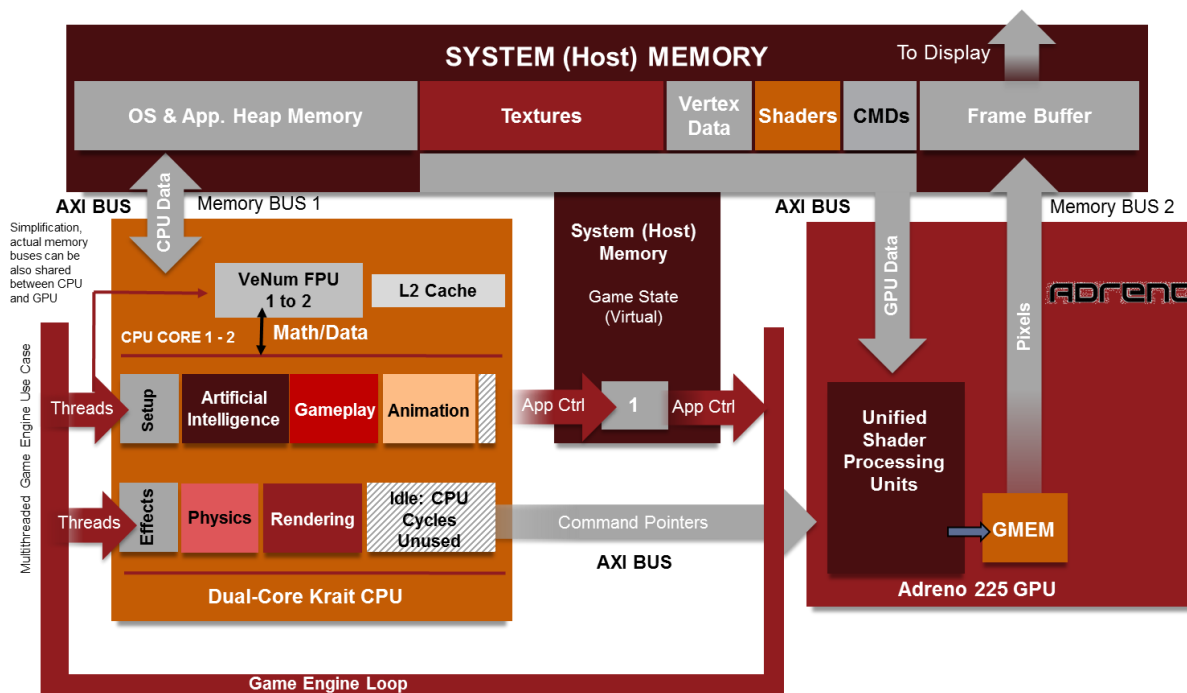 SYSTEM (Host) MEMORY
To Display
OS & App. Heap Memory
Textures
Vertex
Data
Shaders
CMDs
Frame Buffer
AXI BUS
CPU Data
Memory BUS 1
AXI BUS
GPU Data
Memory BUS 2
Simplification,
actual memory
buses can be
also shared
between CPU
and GPU
VeNum FPU
1 to 2
L2 Cache
CPU CORE 1 - 2
Math/Data
System (Host)
Memory
Game State
(Virtual)
ADRENO
Pixels
Multithreaded Game Engine Use Case
Threads
Setup
Artificial
Intelligence
Gameplay
Animation
App Ctrl
1
App Ctrl
Unified
Shader
Processing
Units
Threads
Effects
Physics
Rendering
Idle: CPU
Cycles
Unused
Command Pointers
AXI BUS
GMEM
Dual-Core Krait CPU
Adreno 225 GPU
Game Engine Loop